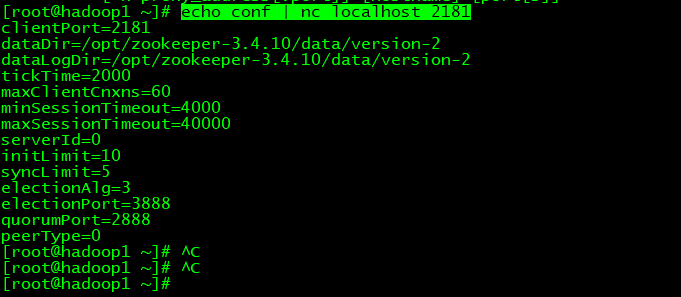 [root@hadoop1 ~]# echo conf | nc localhost 2181
clientPort=2181
dataDir=/opt/zookeeper-3.4.10/data/version-2
dataLogDir=/opt/zookeeper-3.4.10/data/version-2
tickTime=2000
maxClientCnxns=60
minSessionTimeout=4000
maxSessionTimeout=40000
serverId=0
initLimit=10
syncLimit=5
electionAlg=3
electionPort=3888
quorumPort=2888
peerType=0
[root@hadoop1 ~]# ^C
[root@hadoop1 ~]# ^C
[root@hadoop1 ~]#